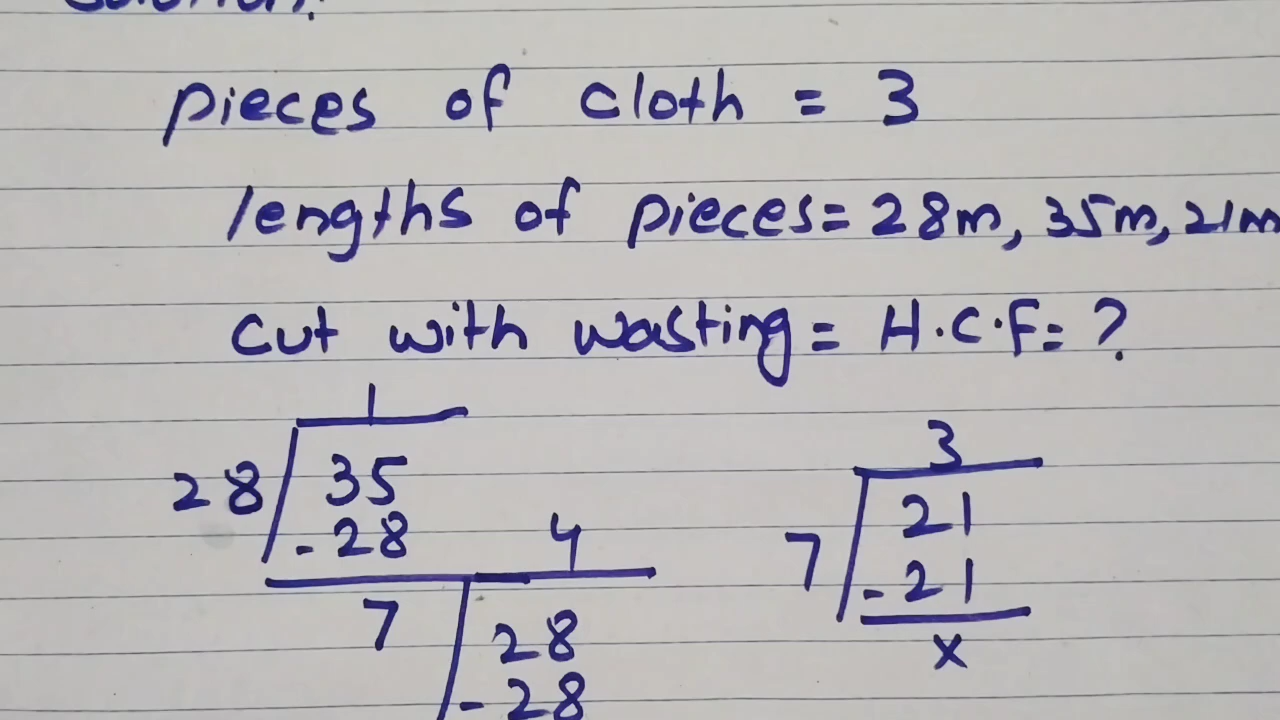 Solution:
pieces of cloth = 3
lengths of pieces= 28m, 35m, 21m
cut with wasting = H.C.F= ?
1
28 35
-28
4
7 28
-28
3
7 21
-21
x